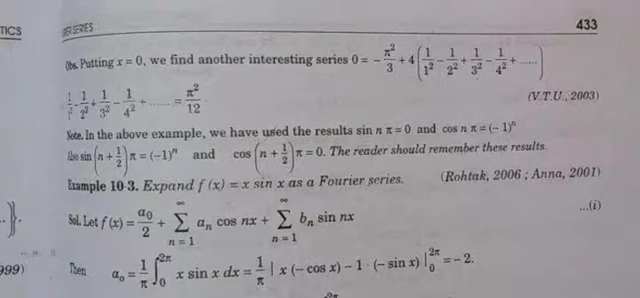 TICS
ER SERIES 433
Obs. Putting x = 0, we find another interesting series 0 = - π²/3 + 4 (1/1² - 1/2² + 1/3² - 1/4² + ......)
1/1² - 1/2² + 1/3² - 1/4² + ...... = π²/12. (V.T.U., 2003)
Note. In the above example, we have used the results sin n π = 0 and cos n π = (- 1)ⁿ
Also sin (n + 1/2) π = (-1)ⁿ and cos (n + 1/2) π = 0. The reader should remember these results.
Example 10·3. Expand f (x) = x sin x as a Fourier series. (Rohtak, 2006 ; Anna, 2001)
Sol. Let f (x) = a₀/2 + ∑ₙ₌₁^∞ aₙ cos nx + ∑ₙ₌₁^∞ bₙ sin nx ...(i)
Then a₀ = 1/π ∫₀^2π x sin x dx = 1/π | x (- cos x) - 1 · (- sin x) |₀^2π = - 2.
}.
999)